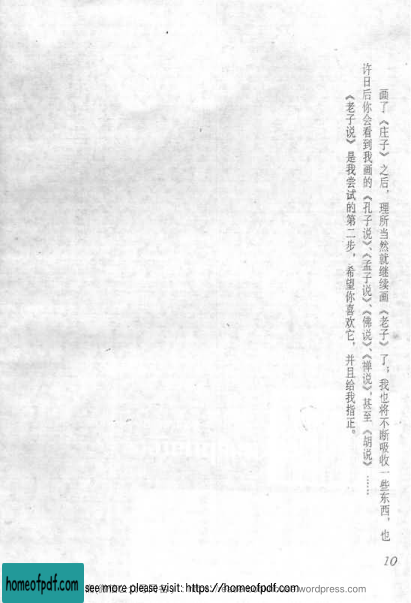 画了《庄子》之后，理所当然就继续画《老子》了，我也将不断吸收一些东西，也
许日后你会看到我画的《孔子说》、《孟子说》、《佛说》、《禅说》，甚至《胡说》……
《老子说》是我尝试的第二步，希望你喜欢它，并且给我指正。
10
homeofpdf.com
see more please visit: https://homeofpdf.com
wordpress.com